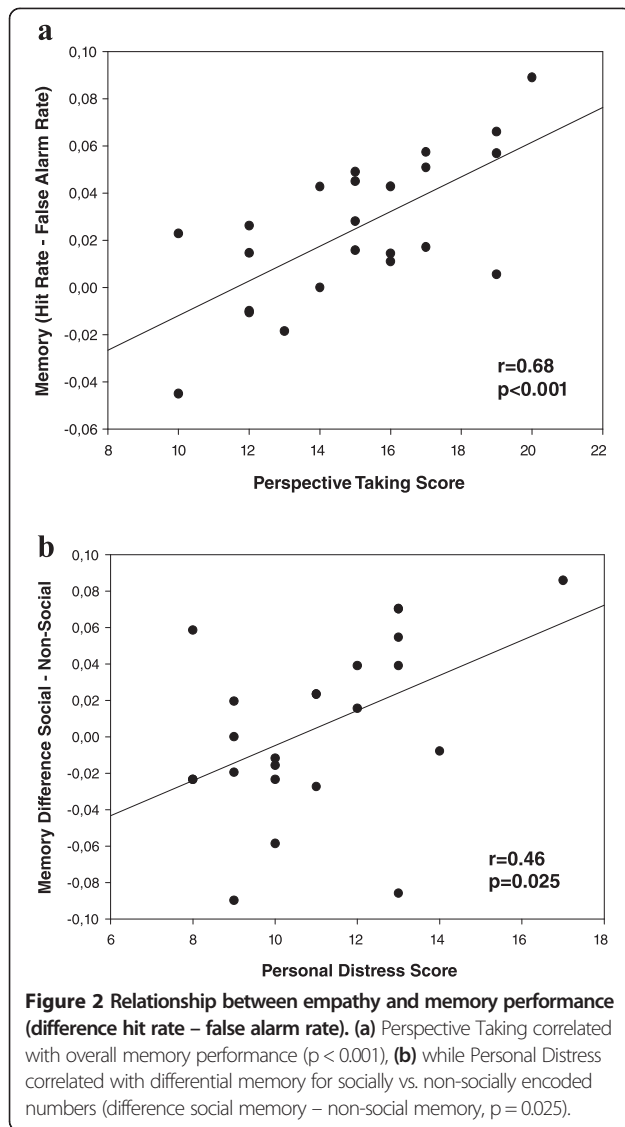 a
Memory (Hit Rate - False Alarm Rate)
0,10
0,08
0,06
0,04
0,02
0,00
-0,02
-0,04
-0,06
8 10 12 14 16 18 20 22
r=0.68
p<0.001
Perspective Taking Score
b
Memory Difference Social - Non-Social
0,10
0,08
0,06
0,04
0,02
0,00
-0,02
-0,04
-0,06
-0,08
-0,10
6 8 10 12 14 16 18
r=0.46
p=0.025
Personal Distress Score
Figure 2 Relationship between empathy and memory performance
(difference hit rate – false alarm rate). (a) Perspective Taking correlated
with overall memory performance (p < 0.001), (b) while Personal Distress
correlated with differential memory for socially vs. non-socially encoded
numbers (difference social memory – non-social memory, p = 0.025).